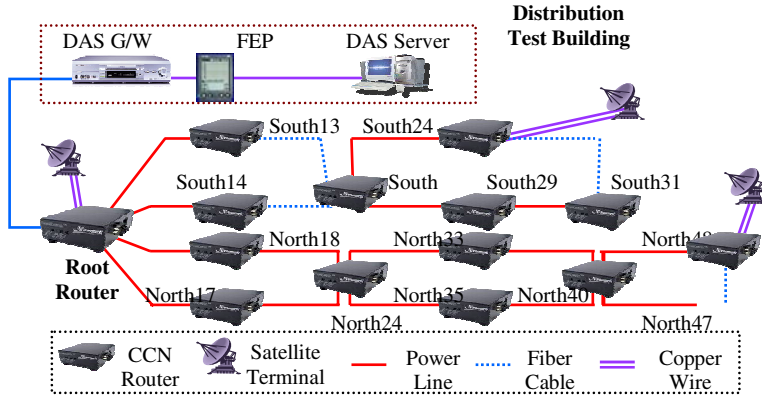 Distribution
Test Building
DAS G/W
FEP
DAS Server
South13
South24
South14
South
South29
South31
North18
North33
North48
Root
Router
North17
North35
North40
North24
North47
CCN
Router
Satellite
Terminal
Power
Line
Fiber
Cable
Copper
Wire